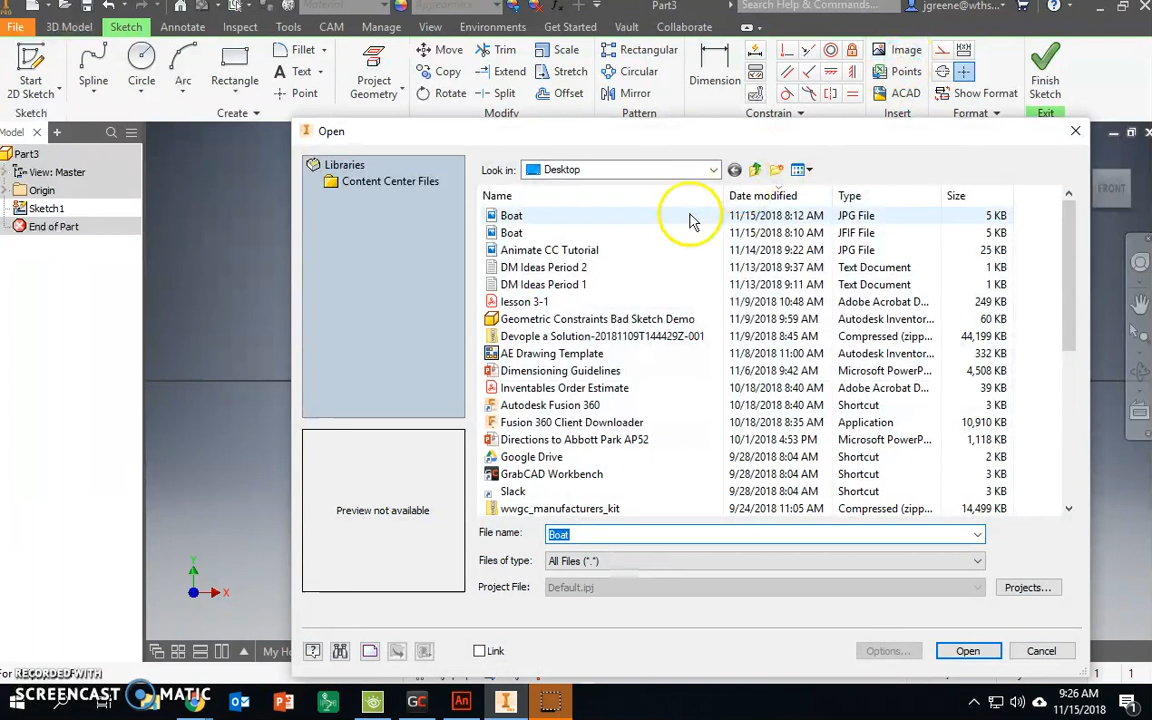 Part3
Search Help & Commands...
jgreene@wths...
File 3D Model Sketch Annotate Inspect Tools CAM Manage View Environments Get Started Vault Collaborate
Start
2D Sketch
Spline
Circle
Arc
Rectangle
Fillet
Text
Point
Create
Project
Geometry
Move
Copy
Rotate
Trim
Extend
Split
Scale
Stretch
Offset
Modify
Rectangular
Circular
Mirror
Pattern
Dimension
Constrain
Image
Points
ACAD
Insert
Show Format
Format
Finish
Sketch
Exit
Model
Part3
View: Master
Origin
Sketch1
End of Part
FRONT
Open
Libraries
Content Center Files
Look in: Desktop
Name Date modified Type Size
Boat 11/15/2018 8:12 AM JPG File 5 KB
Boat 11/15/2018 8:10 AM JFIF File 5 KB
Animate CC Tutorial 11/14/2018 9:22 AM JPG File 25 KB
DM Ideas Period 2 11/13/2018 9:37 AM Text Document 1 KB
DM Ideas Period 1 11/13/2018 9:11 AM Text Document 1 KB
lesson 3-1 11/9/2018 10:48 AM Adobe Acrobat D... 249 KB
Geometric Constraints Bad Sketch Demo 11/9/2018 9:59 AM Autodesk Inventor... 60 KB
Devople a Solution-20181109T144429Z-001 11/9/2018 8:45 AM Compressed (zipp... 44,199 KB
AE Drawing Template 11/8/2018 11:00 AM Autodesk Inventor... 332 KB
Dimensioning Guidelines 11/6/2018 9:42 AM Microsoft PowerP... 4,508 KB
Inventables Order Estimate 10/18/2018 8:40 AM Adobe Acrobat D... 39 KB
Autodesk Fusion 360 10/18/2018 8:40 AM Shortcut 3 KB
Fusion 360 Client Downloader 10/18/2018 8:35 AM Application 10,910 KB
Directions to Abbott Park AP52 10/1/2018 4:53 PM Microsoft PowerP... 1,118 KB
Google Drive 9/28/2018 8:04 AM Shortcut 2 KB
GrabCAD Workbench 9/28/2018 8:04 AM Shortcut 3 KB
Slack 9/28/2018 8:04 AM Shortcut 3 KB
wwgc_manufacturers_kit 9/24/2018 11:05 AM Compressed (zipp... 14,499 KB
Preview not available
File name: Boat
Files of type: All Files (*.*)
Project File: Default.ipj Projects...
Link Options... Open Cancel
Y
X
My Ho
For
1 1
RECORDED WITH
SCREENCAST MATIC
9:26 AM
11/15/2018